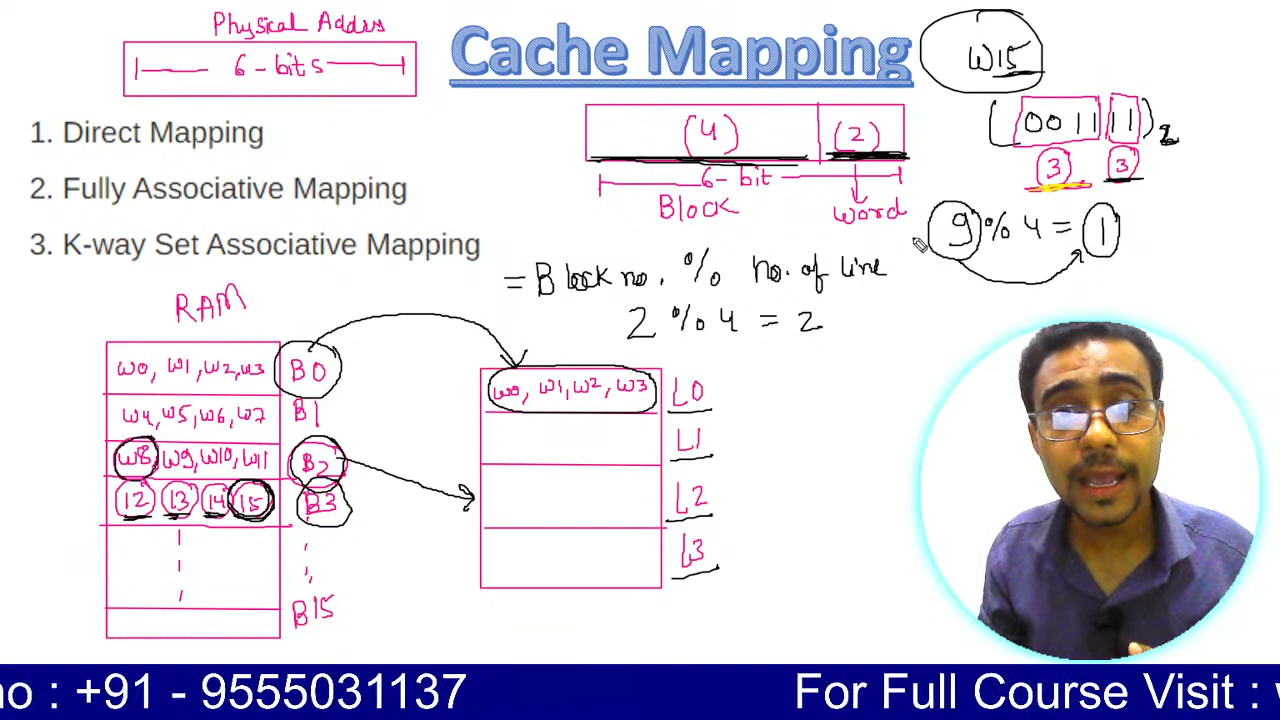 Physical Addres
6-bits
Cache Mapping
W15
1. Direct Mapping
2. Fully Associative Mapping
3. K-way Set Associative Mapping
(4) (2)
6-bit
Block word
(0011 11)2
3 3
9 % 4 = 1
= Block no. % no. of line
2 % 4 = 2
RAM
w0, w1, w2, w3 B0
w4, w5, w6, w7 B1
w8, w9, w10, w11 B2
12 13 14 15 B3
B15
w0, w1, w2, w3 L0
L1
L2
L3
no : +91 - 9555031137 For Full Course Visit :